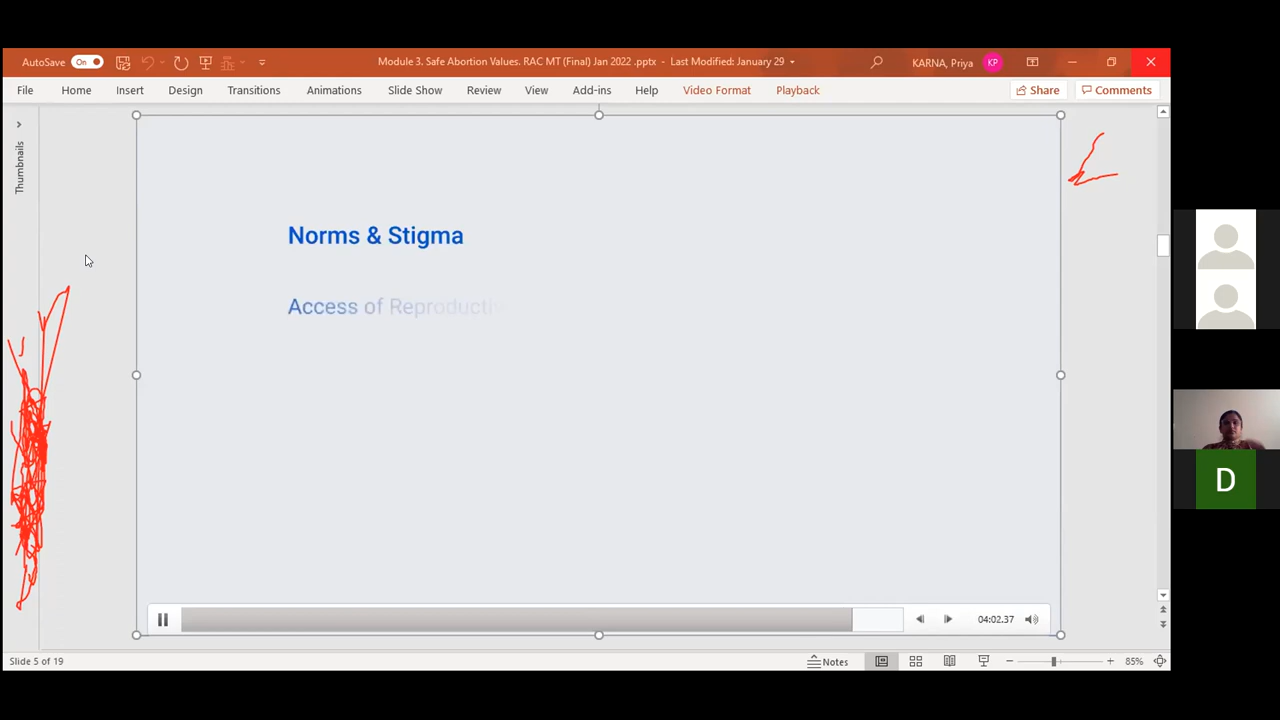 AutoSave On
Module 3. Safe Abortion Values. RAC MT (Final) Jan 2022 .pptx - Last Modified: January 29
KARNA, Priya KP
File Home Insert Design Transitions Animations Slide Show Review View Add-ins Help Video Format Playback
Share Comments
Thumbnails
Norms & Stigma
Access of Reproducti
04:02.37
D
Slide 5 of 19
Notes
85%